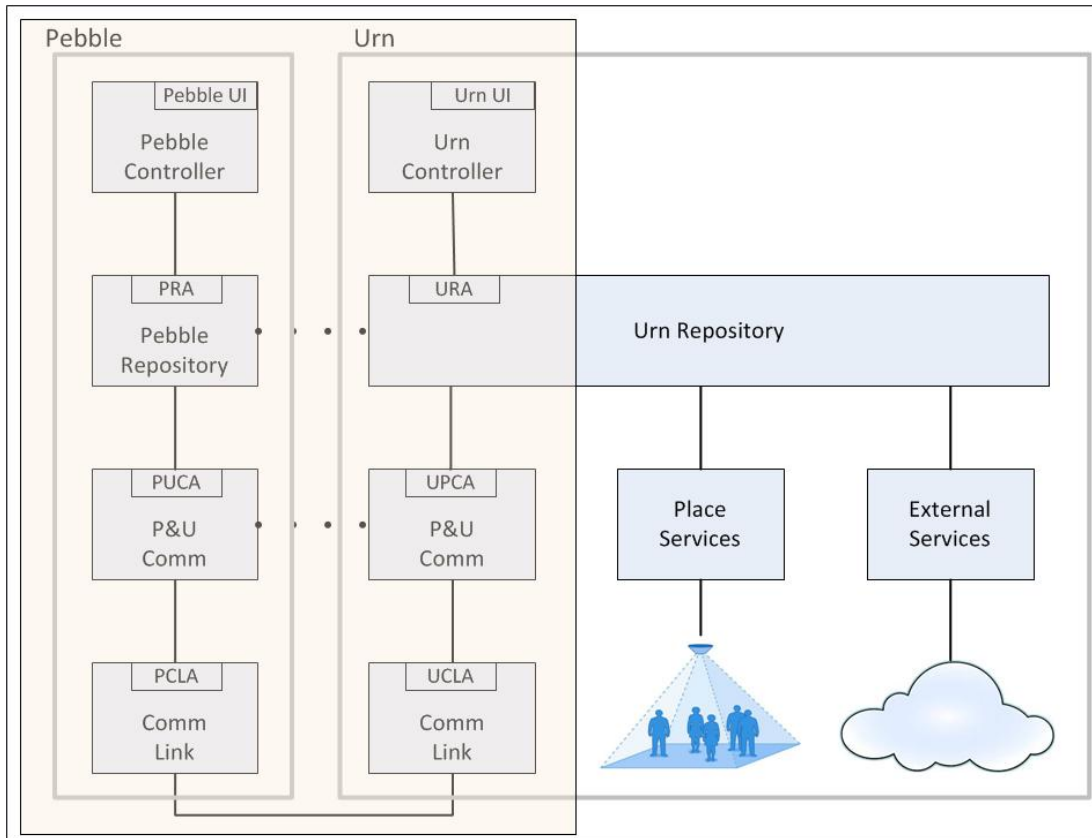 Pebble
Urn
Pebble UI
Pebble
Controller
Urn UI
Urn
Controller
PRA
Pebble
Repository
URA
Urn Repository
PUCA
P&U
Comm
UPCA
P&U
Comm
Place
Services
External
Services
PCLA
Comm
Link
UCLA
Comm
Link